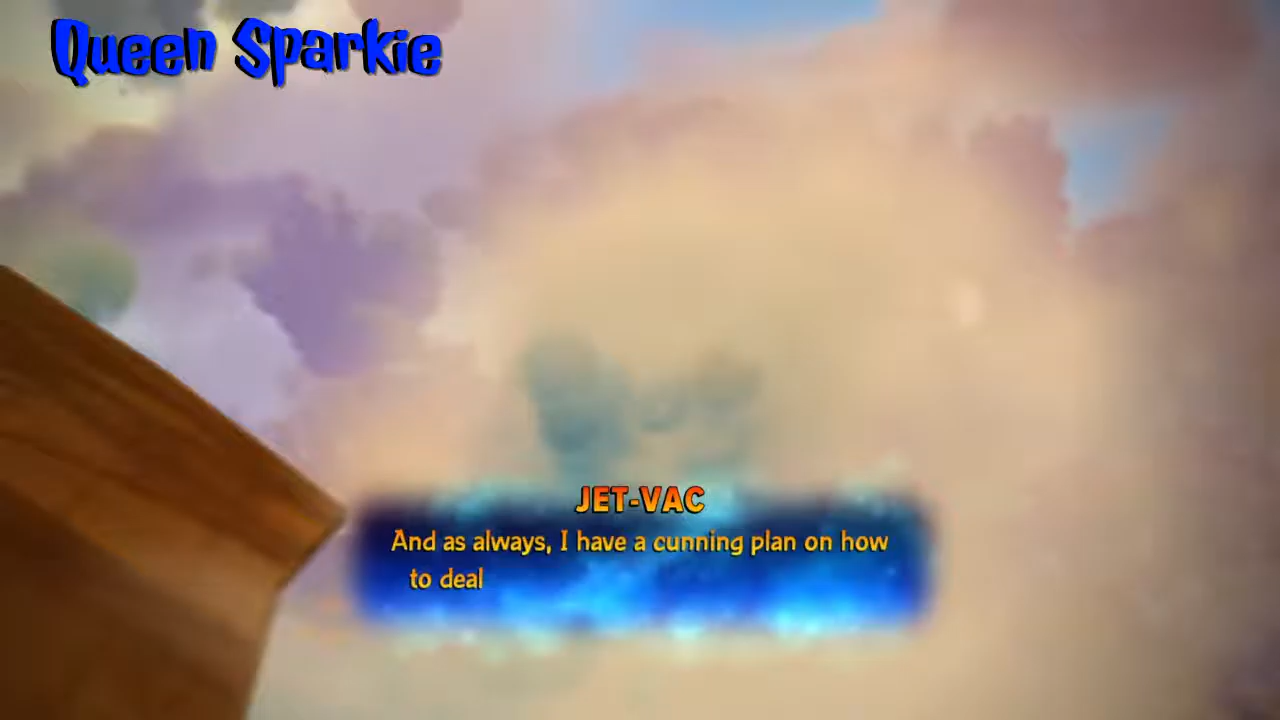 Queen Sparkie
JET-VAC
And as always, I have a cunning plan on how
to deal